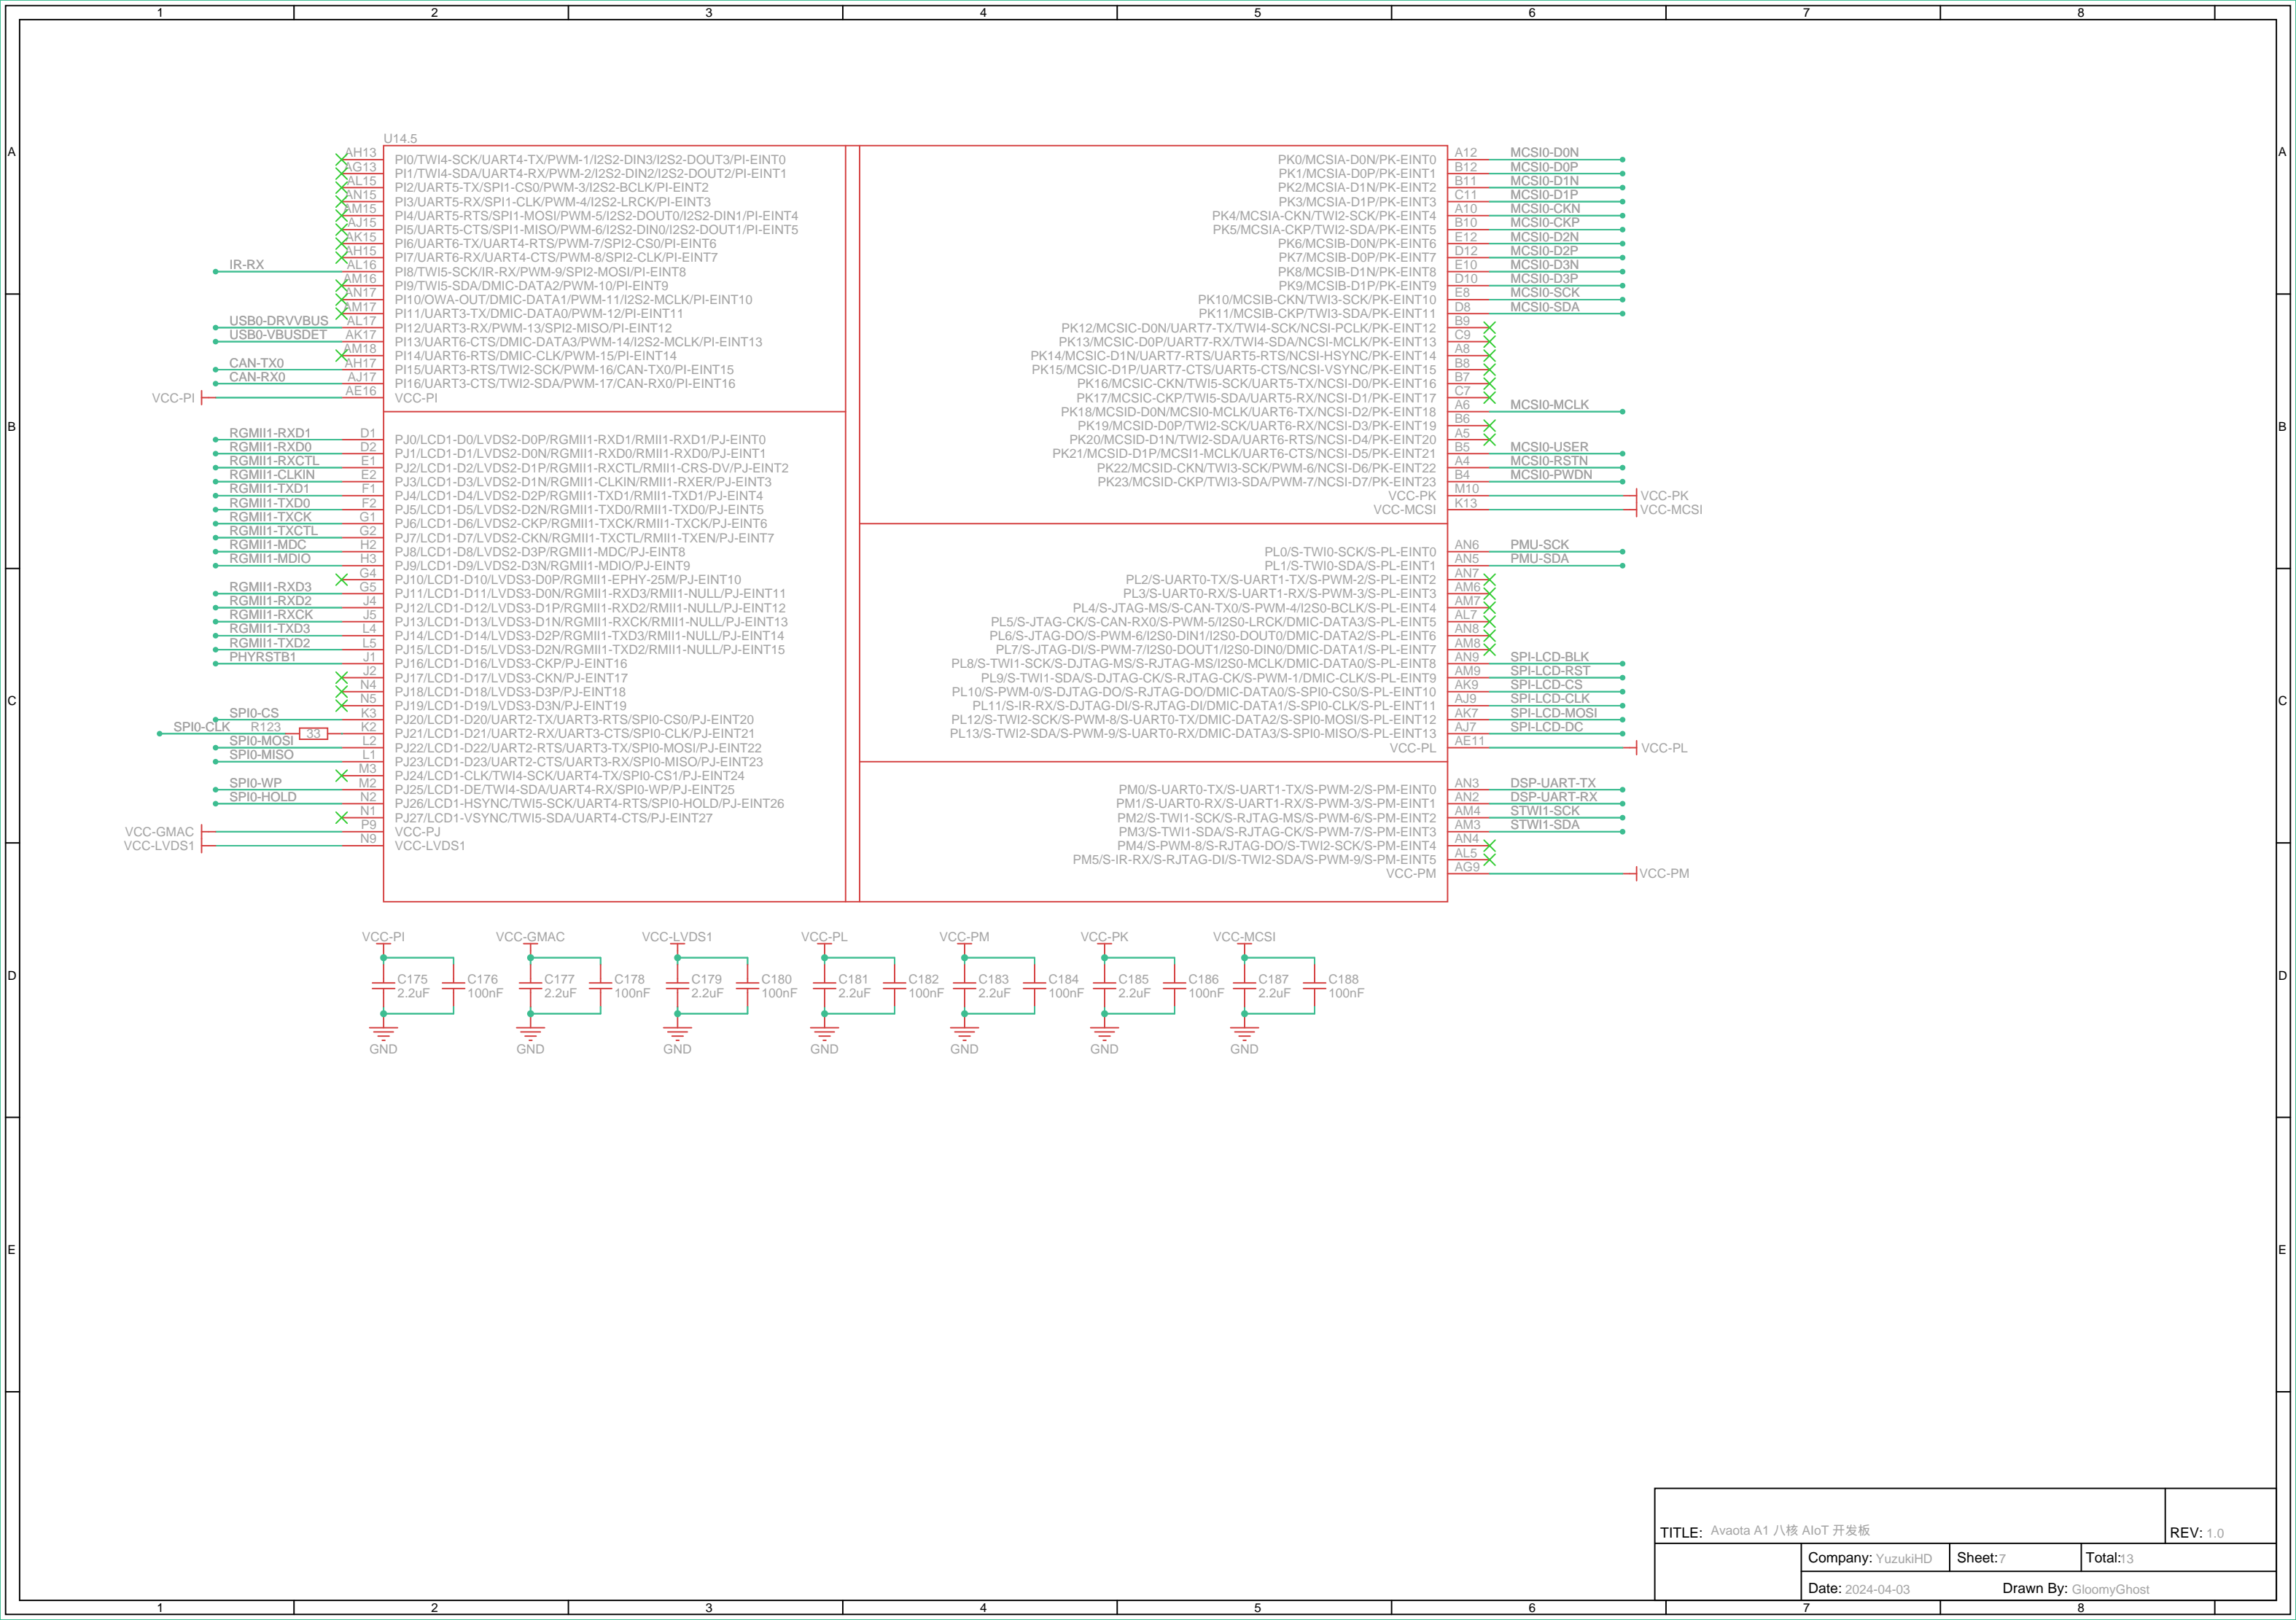 1 2 3 4 5 6 7 8
A A
B B
C C
D D
E E
U14.5
AH13 PI0/TWI4-SCK/UART4-TX/PWM-1/I2S2-DIN3/I2S2-DOUT3/PI-EINT0
AG13 PI1/TWI4-SDA/UART4-RX/PWM-2/I2S2-DIN2/I2S2-DOUT2/PI-EINT1
AL15 PI2/UART5-TX/SPI1-CS0/PWM-3/I2S2-BCLK/PI-EINT2
AN15 PI3/UART5-RX/SPI1-CLK/PWM-4/I2S2-LRCK/PI-EINT3
AM15 PI4/UART5-RTS/SPI1-MOSI/PWM-5/I2S2-DOUT0/I2S2-DIN1/PI-EINT4
AJ15 PI5/UART5-CTS/SPI1-MISO/PWM-6/I2S2-DIN0/I2S2-DOUT1/PI-EINT5
AK15 PI6/UART6-TX/UART4-RTS/PWM-7/SPI2-CS0/PI-EINT6
AH15 PI7/UART6-RX/UART4-CTS/PWM-8/SPI2-CLK/PI-EINT7
IR-RX AL16 PI8/TWI5-SCK/IR-RX/PWM-9/SPI2-MOSI/PI-EINT8
AM16 PI9/TWI5-SDA/DMIC-DATA2/PWM-10/PI-EINT9
AN17 PI10/OWA-OUT/DMIC-DATA1/PWM-11/I2S2-MCLK/PI-EINT10
AM17 PI11/UART3-TX/DMIC-DATA0/PWM-12/PI-EINT11
USB0-DRVVBUS AL17 PI12/UART3-RX/PWM-13/SPI2-MISO/PI-EINT12
USB0-VBUSDET AK17 PI13/UART6-CTS/DMIC-DATA3/PWM-14/I2S2-MCLK/PI-EINT13
AM18 PI14/UART6-RTS/DMIC-CLK/PWM-15/PI-EINT14
CAN-TX0 AH17 PI15/UART3-RTS/TWI2-SCK/PWM-16/CAN-TX0/PI-EINT15
CAN-RX0 AJ17 PI16/UART3-CTS/TWI2-SDA/PWM-17/CAN-RX0/PI-EINT16
VCC-PI AE16 VCC-PI
RGMII1-RXD1 D1 PJ0/LCD1-D0/LVDS2-D0P/RGMII1-RXD1/RMII1-RXD1/PJ-EINT0
RGMII1-RXD0 D2 PJ1/LCD1-D1/LVDS2-D0N/RGMII1-RXD0/RMII1-RXD0/PJ-EINT1
RGMII1-RXCTL E1 PJ2/LCD1-D2/LVDS2-D1P/RGMII1-RXCTL/RMII1-CRS-DV/PJ-EINT2
RGMII1-CLKIN E2 PJ3/LCD1-D3/LVDS2-D1N/RGMII1-CLKIN/RMII1-RXER/PJ-EINT3
RGMII1-TXD1 F1 PJ4/LCD1-D4/LVDS2-D2P/RGMII1-TXD1/RMII1-TXD1/PJ-EINT4
RGMII1-TXD0 F2 PJ5/LCD1-D5/LVDS2-D2N/RGMII1-TXD0/RMII1-TXD0/PJ-EINT5
RGMII1-TXCK G1 PJ6/LCD1-D6/LVDS2-CKP/RGMII1-TXCK/RMII1-TXCK/PJ-EINT6
RGMII1-TXCTL G2 PJ7/LCD1-D7/LVDS2-CKN/RGMII1-TXCTL/RMII1-TXEN/PJ-EINT7
RGMII1-MDC H2 PJ8/LCD1-D8/LVDS2-D3P/RGMII1-MDC/PJ-EINT8
RGMII1-MDIO H3 PJ9/LCD1-D9/LVDS2-D3N/RGMII1-MDIO/PJ-EINT9
G4 PJ10/LCD1-D10/LVDS3-D0P/RGMII1-EPHY-25M/PJ-EINT10
RGMII1-RXD3 G5 PJ11/LCD1-D11/LVDS3-D0N/RGMII1-RXD3/RMII1-NULL/PJ-EINT11
RGMII1-RXD2 J4 PJ12/LCD1-D12/LVDS3-D1P/RGMII1-RXD2/RMII1-NULL/PJ-EINT12
RGMII1-RXCK J5 PJ13/LCD1-D13/LVDS3-D1N/RGMII1-RXCK/RMII1-NULL/PJ-EINT13
RGMII1-TXD3 L4 PJ14/LCD1-D14/LVDS3-D2P/RGMII1-TXD3/RMII1-NULL/PJ-EINT14
RGMII1-TXD2 L5 PJ15/LCD1-D15/LVDS3-D2N/RGMII1-TXD2/RMII1-NULL/PJ-EINT15
PHYRSTB1 J1 PJ16/LCD1-D16/LVDS3-CKP/PJ-EINT16
J2 PJ17/LCD1-D17/LVDS3-CKN/PJ-EINT17
N4 PJ18/LCD1-D18/LVDS3-D3P/PJ-EINT18
N5 PJ19/LCD1-D19/LVDS3-D3N/PJ-EINT19
SPI0-CS K3 PJ20/LCD1-D20/UART2-TX/UART3-RTS/SPI0-CS0/PJ-EINT20
SPI0-CLK R123 33 K2 PJ21/LCD1-D21/UART2-RX/UART3-CTS/SPI0-CLK/PJ-EINT21
SPI0-MOSI L2 PJ22/LCD1-D22/UART2-RTS/UART3-TX/SPI0-MOSI/PJ-EINT22
SPI0-MISO L1 PJ23/LCD1-D23/UART2-CTS/UART3-RX/SPI0-MISO/PJ-EINT23
M3 PJ24/LCD1-CLK/TWI4-SCK/UART4-TX/SPI0-CS1/PJ-EINT24
SPI0-WP M2 PJ25/LCD1-DE/TWI4-SDA/UART4-RX/SPI0-WP/PJ-EINT25
SPI0-HOLD N2 PJ26/LCD1-HSYNC/TWI5-SCK/UART4-RTS/SPI0-HOLD/PJ-EINT26
N1 PJ27/LCD1-VSYNC/TWI5-SDA/UART4-CTS/PJ-EINT27
VCC-GMAC P9 VCC-PJ
VCC-LVDS1 N9 VCC-LVDS1
PK0/MCSIA-D0N/PK-EINT0 A12 MCSI0-D0N
PK1/MCSIA-D0P/PK-EINT1 B12 MCSI0-D0P
PK2/MCSIA-D1N/PK-EINT2 B11 MCSI0-D1N
PK3/MCSIA-D1P/PK-EINT3 C11 MCSI0-D1P
PK4/MCSIA-CKN/TWI2-SCK/PK-EINT4 A10 MCSI0-CKN
PK5/MCSIA-CKP/TWI2-SDA/PK-EINT5 B10 MCSI0-CKP
PK6/MCSIB-D0N/PK-EINT6 E12 MCSI0-D2N
PK7/MCSIB-D0P/PK-EINT7 D12 MCSI0-D2P
PK8/MCSIB-D1N/PK-EINT8 E10 MCSI0-D3N
PK9/MCSIB-D1P/PK-EINT9 D10 MCSI0-D3P
PK10/MCSIB-CKN/TWI3-SCK/PK-EINT10 E8 MCSI0-SCK
PK11/MCSIB-CKP/TWI3-SDA/PK-EINT11 D8 MCSI0-SDA
PK12/MCSIC-D0N/UART7-TX/TWI4-SCK/NCSI-PCLK/PK-EINT12 B9
PK13/MCSIC-D0P/UART7-RX/TWI4-SDA/NCSI-MCLK/PK-EINT13 C9
PK14/MCSIC-D1N/UART7-RTS/UART5-RTS/NCSI-HSYNC/PK-EINT14 A8
PK15/MCSIC-D1P/UART7-CTS/UART5-CTS/NCSI-VSYNC/PK-EINT15 B8
PK16/MCSIC-CKN/TWI5-SCK/UART5-TX/NCSI-D0/PK-EINT16 B7
PK17/MCSIC-CKP/TWI5-SDA/UART5-RX/NCSI-D1/PK-EINT17 C7
PK18/MCSID-D0N/MCSI0-MCLK/UART6-TX/NCSI-D2/PK-EINT18 A6 MCSI0-MCLK
PK19/MCSID-D0P/TWI2-SCK/UART6-RX/NCSI-D3/PK-EINT19 B6
PK20/MCSID-D1N/TWI2-SDA/UART6-RTS/NCSI-D4/PK-EINT20 A5
PK21/MCSID-D1P/MCSI1-MCLK/UART6-CTS/NCSI-D5/PK-EINT21 B5 MCSI0-USER
PK22/MCSID-CKN/TWI3-SCK/PWM-6/NCSI-D6/PK-EINT22 A4 MCSI0-RSTN
PK23/MCSID-CKP/TWI3-SDA/PWM-7/NCSI-D7/PK-EINT23 B4 MCSI0-PWDN
VCC-PK M10 VCC-PK
VCC-MCSI K13 VCC-MCSI
PL0/S-TWI0-SCK/S-PL-EINT0 AN6 PMU-SCK
PL1/S-TWI0-SDA/S-PL-EINT1 AN5 PMU-SDA
PL2/S-UART0-TX/S-UART1-TX/S-PWM-2/S-PL-EINT2 AN7
PL3/S-UART0-RX/S-UART1-RX/S-PWM-3/S-PL-EINT3 AM6
PL4/S-JTAG-MS/S-CAN-TX0/S-PWM-4/I2S0-BCLK/S-PL-EINT4 AM7
PL5/S-JTAG-CK/S-CAN-RX0/S-PWM-5/I2S0-LRCK/DMIC-DATA3/S-PL-EINT5 AL7
PL6/S-JTAG-DO/S-PWM-6/I2S0-DIN1/I2S0-DOUT0/DMIC-DATA2/S-PL-EINT6 AN8
PL7/S-JTAG-DI/S-PWM-7/I2S0-DOUT1/I2S0-DIN0/DMIC-DATA1/S-PL-EINT7 AM8
PL8/S-TWI1-SCK/S-DJTAG-MS/S-RJTAG-MS/I2S0-MCLK/DMIC-DATA0/S-PL-EINT8 AN9 SPI-LCD-BLK
PL9/S-TWI1-SDA/S-DJTAG-CK/S-RJTAG-CK/S-PWM-1/DMIC-CLK/S-PL-EINT9 AM9 SPI-LCD-RST
PL10/S-PWM-0/S-DJTAG-DO/S-RJTAG-DO/DMIC-DATA0/S-SPI0-CS0/S-PL-EINT10 AK9 SPI-LCD-CS
PL11/S-IR-RX/S-DJTAG-DI/S-RJTAG-DI/DMIC-DATA1/S-SPI0-CLK/S-PL-EINT11 AJ9 SPI-LCD-CLK
PL12/S-TWI2-SCK/S-PWM-8/S-UART0-TX/DMIC-DATA2/S-SPI0-MOSI/S-PL-EINT12 AK7 SPI-LCD-MOSI
PL13/S-TWI2-SDA/S-PWM-9/S-UART0-RX/DMIC-DATA3/S-SPI0-MISO/S-PL-EINT13 AJ7 SPI-LCD-DC
VCC-PL AE11 VCC-PL
PM0/S-UART0-TX/S-UART1-TX/S-PWM-2/S-PM-EINT0 AN3 DSP-UART-TX
PM1/S-UART0-RX/S-UART1-RX/S-PWM-3/S-PM-EINT1 AN2 DSP-UART-RX
PM2/S-TWI1-SCK/S-RJTAG-MS/S-PWM-6/S-PM-EINT2 AM4 STWI1-SCK
PM3/S-TWI1-SDA/S-RJTAG-CK/S-PWM-7/S-PM-EINT3 AM3 STWI1-SDA
PM4/S-PWM-8/S-RJTAG-DO/S-TWI2-SCK/S-PM-EINT4 AN4
PM5/S-IR-RX/S-RJTAG-DI/S-TWI2-SDA/S-PWM-9/S-PM-EINT5 AL5
VCC-PM AG9 VCC-PM
VCC-PI VCC-GMAC VCC-LVDS1 VCC-PL VCC-PM VCC-PK VCC-MCSI
C175 C176 C177 C178 C179 C180 C181 C182 C183 C184 C185 C186 C187 C188
2.2uF 100nF 2.2uF 100nF 2.2uF 100nF 2.2uF 100nF 2.2uF 100nF 2.2uF 100nF 2.2uF 100nF
GND GND GND GND GND GND GND
TITLE: Avaota A1 八核 AIoT 开发板 REV: 1.0
Company: YuzukiHD Sheet: 7 Total: 13
Date: 2024-04-03 Drawn By: GloomyGhost
1 2 3 4 5 6 7 8